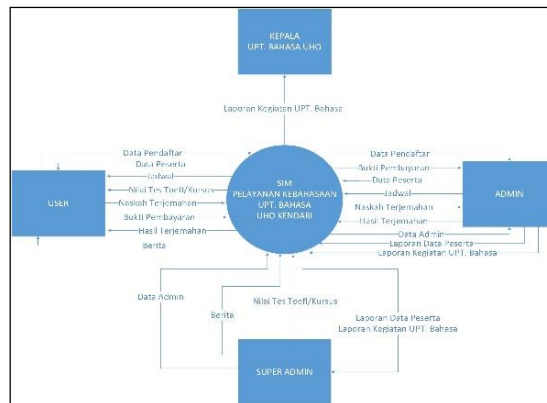 KEPALA
UPT. BAHASA UHO
Laporan Kegiatan UPT. Bahasa
Data Pendaftar
Data Peserta
Jadwal
Nilai Tes Toefl/Kursus
Naskah Terjemahan
Bukti Pembayaran
Hasil Terjemahan
Berita
USER
SIM
PELAYANAN KEBAHASAAN
UPT. BAHASA
UHO KENDARI
Data Pendaftar
Bukti Pembayaran
Data Peserta
Jadwal
Naskah Terjemahan
Hasil Terjemahan
Data Admin
Laporan Data Peserta
Laporan Kegiatan UPT. Bahasa
ADMIN
Data Admin
Berita
Nilai Tes Toefl/Kursus
Laporan Data Peserta
Laporan Kegiatan UPT. Bahasa
SUPER ADMIN